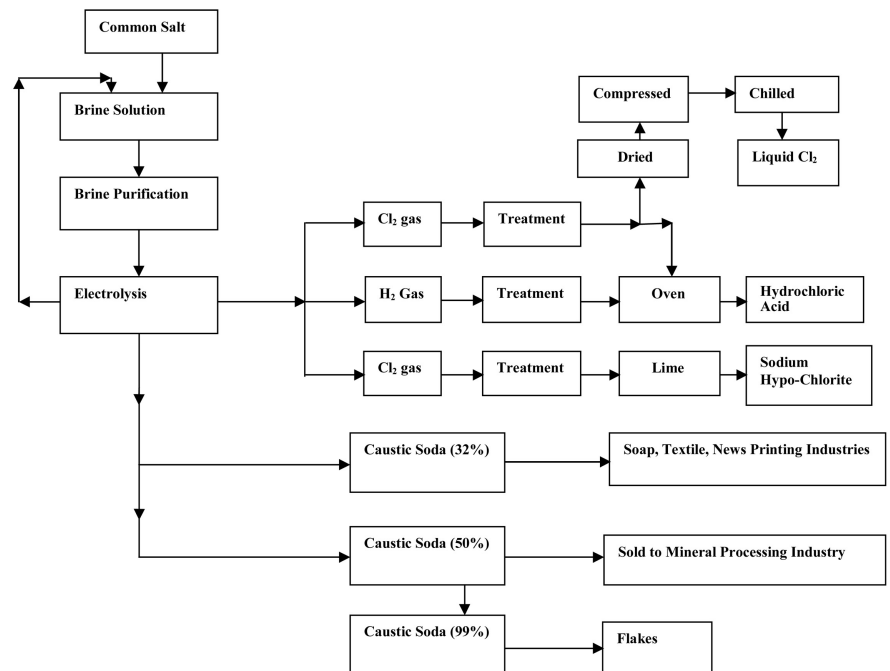 Common Salt
Compressed
Chilled
Brine Solution
Dried
Liquid Cl₂
Brine Purification
Cl₂ gas
Treatment
Electrolysis
H₂ Gas
Treatment
Oven
Hydrochloric
Acid
Cl₂ gas
Treatment
Lime
Sodium
Hypo-Chlorite
Caustic Soda (32%)
Soap, Textile, News Printing Industries
Caustic Soda (50%)
Sold to Mineral Processing Industry
Caustic Soda (99%)
Flakes